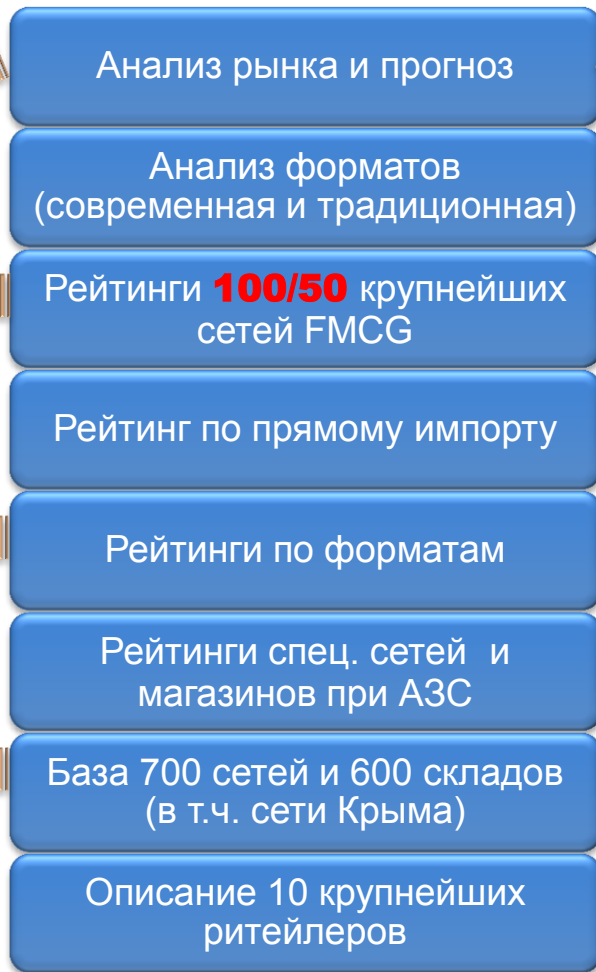 Анализ рынка и прогноз
Анализ форматов
(современная и традиционная)
Рейтинги 100/50 крупнейших
сетей FMCG
Рейтинг по прямому импорту
Рейтинги по форматам
Рейтинги спец. сетей и
магазинов при АЗС
База 700 сетей и 600 складов
(в т.ч. сети Крыма)
Описание 10 крупнейших
ритейлеров